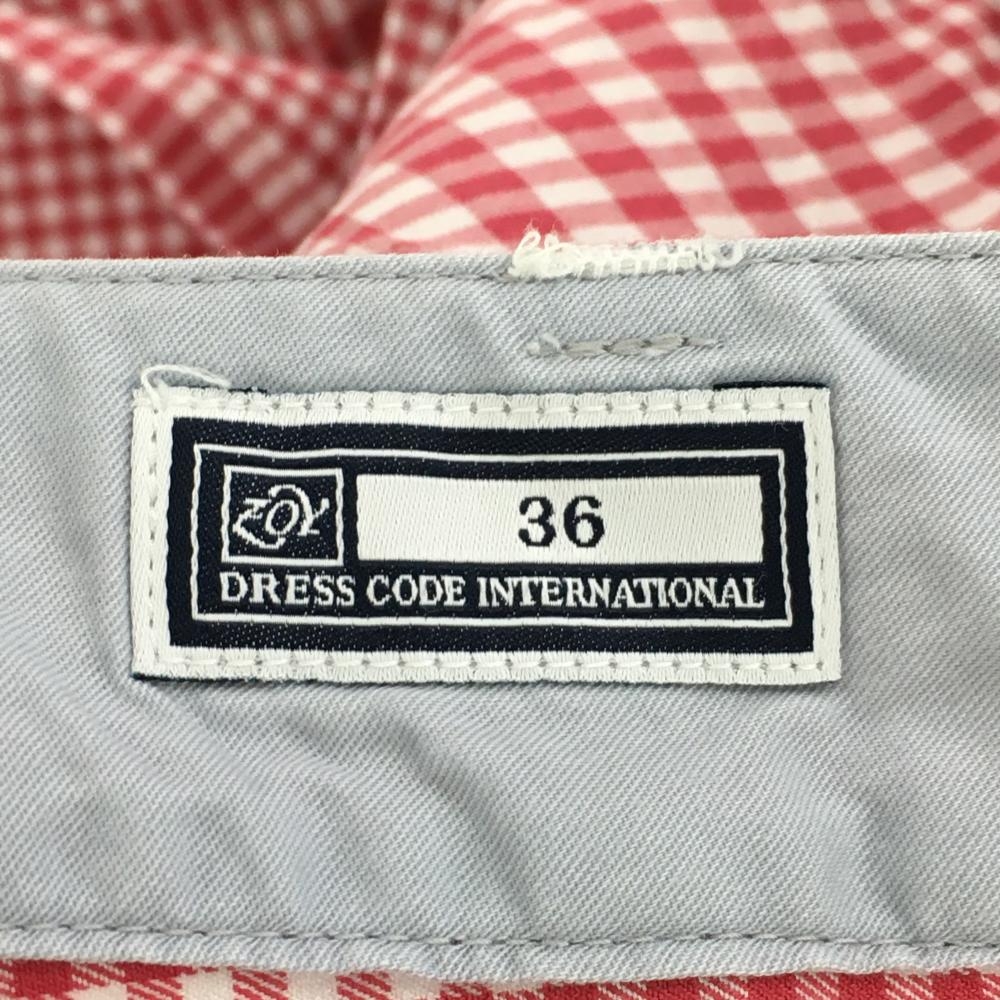 ZOY
36
DRESS CODE INTERNATIONAL